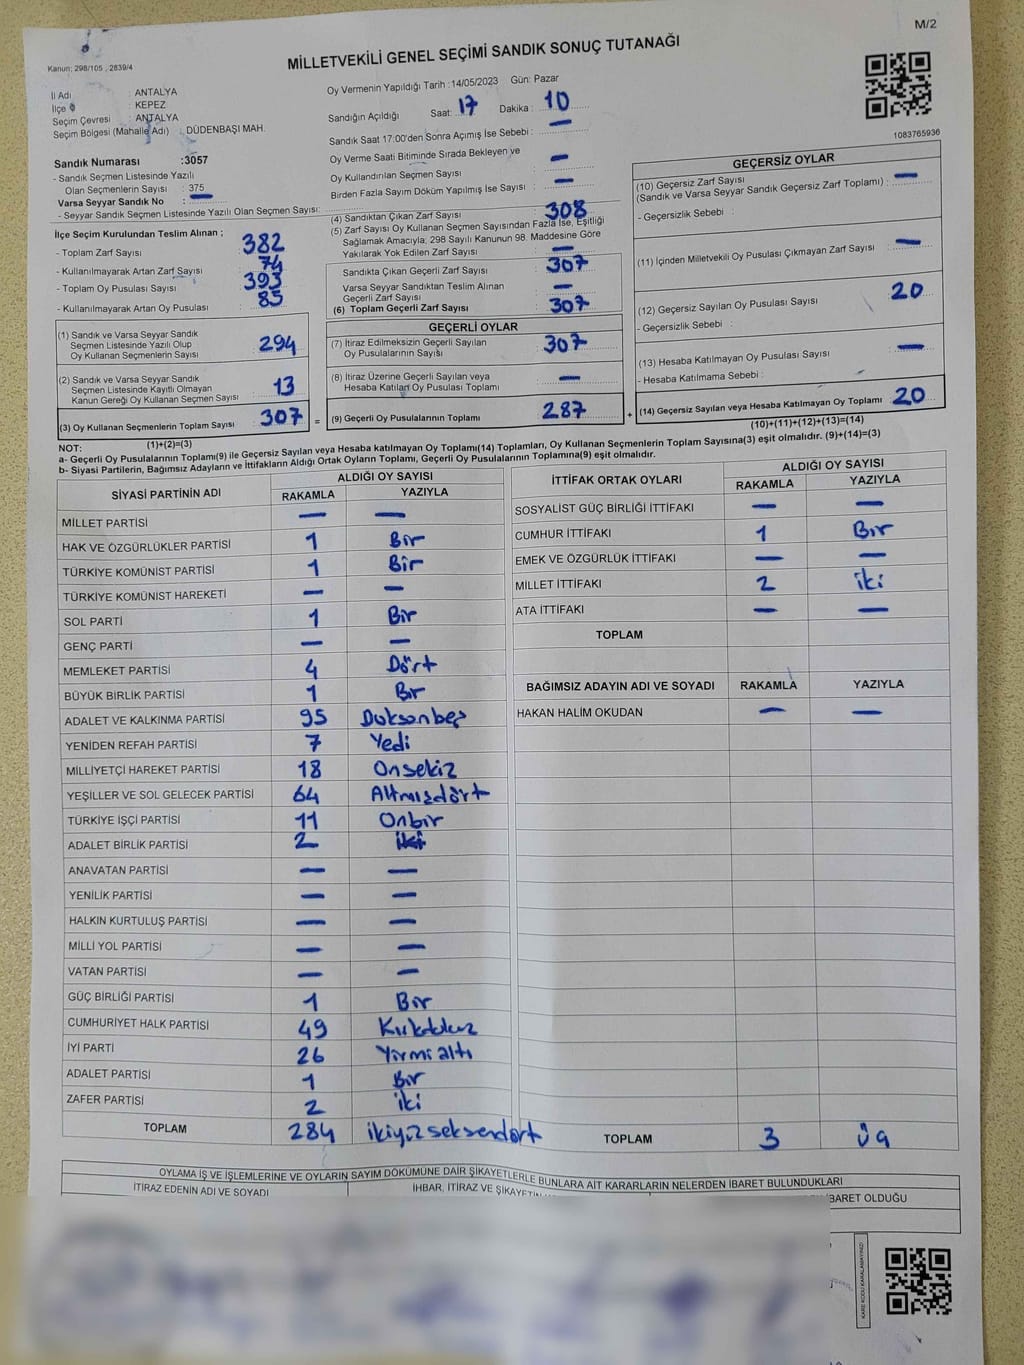 M/2
Kanun: 298/105 , 2839/4
MİLLETVEKİLİ GENEL SEÇİMİ SANDIK SONUÇ TUTANAĞI
İl Adı : ANTALYA
İlçe : KEPEZ
Seçim Çevresi : ANTALYA
Seçim Bölgesi (Mahalle Adı) : DÜDENBAŞI MAH.
Sandık Numarası :3057
- Sandık Seçmen Listesinde Yazılı
Olan Seçmenlerin Sayısı : 375
Varsa Seyyar Sandık No : —
- Seyyar Sandık Seçmen Listesinde Yazılı Olan Seçmen Sayısı:
İlçe Seçim Kurulundan Teslim Alınan ;
- Toplam Zarf Sayısı : 382
- Kullanılmayarak Artan Zarf Sayısı : 74
- Toplam Oy Pusulası Sayısı : 393
- Kullanılmayarak Artan Oy Pusulası : 85
(1) Sandık ve Varsa Seyyar Sandık
Seçmen Listesinde Yazılı Olup
Oy Kullanan Seçmenlerin Sayısı : 294
(2) Sandık ve Varsa Seyyar Sandık
Seçmen Listesinde Kayıtlı Olmayan
Kanun Gereği Oy Kullanan Seçmen Sayısı : 13
(3) Oy Kullanan Seçmenlerin Toplam Sayısı : 307
(1)+(2)=(3)
Oy Vermenin Yapıldığı Tarih :14/05/2023 Gün: Pazar
Sandığın Açıldığı Saat: 17 Dakika : 10
Sandık Saat 17:00'den Sonra Açımış İse Sebebi : —
Oy Verme Saati Bitiminde Sırada Bekleyen ve
Oy Kullandırılan Seçmen Sayısı : —
Birden Fazla Sayım Döküm Yapılmış İse Sayısı : —
(4) Sandıktan Çıkan Zarf Sayısı : 308
(5) Zarf Sayısı Oy Kullanan Seçmen Sayısından Fazla İse, Eşitliği
Sağlamak Amacıyla, 298 Sayılı Kanunun 98. Maddesine Göre
Yakılarak Yok Edilen Zarf Sayısı : —
Sandıkta Çıkan Geçerli Zarf Sayısı : 307
Varsa Seyyar Sandıktan Teslim Alınan
Geçerli Zarf Sayısı : —
(6) Toplam Geçerli Zarf Sayısı : 307
GEÇERLİ OYLAR
(7) İtiraz Edilmeksizin Geçerli Sayılan
Oy Pusulalarının Sayısı : 307
(8) İtiraz Üzerine Geçerli Sayılan veya
Hesaba Katılan Oy Pusulası Toplamı : —
= (9) Geçerli Oy Pusulalarının Toplamı : 287 +
1083765936
GEÇERSİZ OYLAR
(10) Geçersiz Zarf Sayısı
(Sandık ve Varsa Seyyar Sandık Geçersiz Zarf Toplamı) : —
- Geçersizlik Sebebi :
(11) İçinden Milletvekili Oy Pusulası Çıkmayan Zarf Sayısı : —
(12) Geçersiz Sayılan Oy Pusulası Sayısı : 20
- Geçersizlik Sebebi :
(13) Hesaba Katılmayan Oy Pusulası Sayısı : —
- Hesaba Katılmama Sebebi :
(14) Geçersiz Sayılan veya Hesaba Katılmayan Oy Toplamı : 20
(10)+(11)+(12)+(13)=(14)
NOT:
a- Geçerli Oy Pusulalarının Toplamı(9) ile Geçersiz Sayılan veya Hesaba katılmayan Oy Toplamı(14) Toplamları, Oy Kullanan Seçmenlerin Toplam Sayısına(3) eşit olmalıdır. (9)+(14)=(3)
b- Siyasi Partilerin, Bağımsız Adayların ve İttifakların Aldığı Ortak Oyların Toplamı, Geçerli Oy Pusulalarının Toplamına(9) eşit olmalıdır.
SİYASİ PARTİNİN ADI ALDIĞI OY SAYISI
RAKAMLA YAZIYLA
MİLLET PARTİSİ — —
HAK VE ÖZGÜRLÜKLER PARTİSİ 1 Bir
TÜRKİYE KOMÜNİST PARTİSİ 1 Bir
TÜRKİYE KOMÜNİST HAREKETİ — —
SOL PARTİ 1 Bir
GENÇ PARTİ — —
MEMLEKET PARTİSİ 4 Dört
BÜYÜK BİRLİK PARTİSİ 1 Bir
ADALET VE KALKINMA PARTİSİ 95 Doksanbeş
YENİDEN REFAH PARTİSİ 7 Yedi
MİLLİYETÇİ HAREKET PARTİSİ 18 Onsekiz
YEŞİLLER VE SOL GELECEK PARTİSİ 64 Altmışdört
TÜRKİYE İŞÇİ PARTİSİ 11 Onbir
ADALET BİRLİK PARTİSİ 2 iki
ANAVATAN PARTİSİ — —
YENİLİK PARTİSİ — —
HALKIN KURTULUŞ PARTİSİ — —
MİLLİ YOL PARTİSİ — —
VATAN PARTİSİ — —
GÜÇ BİRLİĞİ PARTİSİ 1 Bir
CUMHURİYET HALK PARTİSİ 49
İYİ PARTİ 26 Yirmi altı
ADALET PARTİSİ 1 Bir
ZAFER PARTİSİ 2 iki
TOPLAM 284 ikiyüz seksendört
İTTİFAK ORTAK OYLARI ALDIĞI OY SAYISI
RAKAMLA YAZIYLA
SOSYALİST GÜÇ BİRLİĞİ İTTİFAKI — —
CUMHUR İTTİFAKI 1 Bir
EMEK VE ÖZGÜRLÜK İTTİFAKI — —
MİLLET İTTİFAKI 2 iki
ATA İTTİFAKI — —
TOPLAM
BAĞIMSIZ ADAYIN ADI VE SOYADI RAKAMLA YAZIYLA
HAKAN HALİM OKUDAN — —
TOPLAM 3 üç
OYLAMA İŞ VE İŞLEMLERİNE VE OYLARIN SAYIM DÖKÜMÜNE DAİR ŞİKAYETLERLE BUNLARA AİT KARARLARIN NELERDEN İBARET BULUNDUKLARI
İTİRAZ EDENİN ADI VE SOYADI İHBAR, İTİRAZ VE ŞİKAYETİN İBARET OLDUĞU
KARE KODU KARALAMAYINIZ!